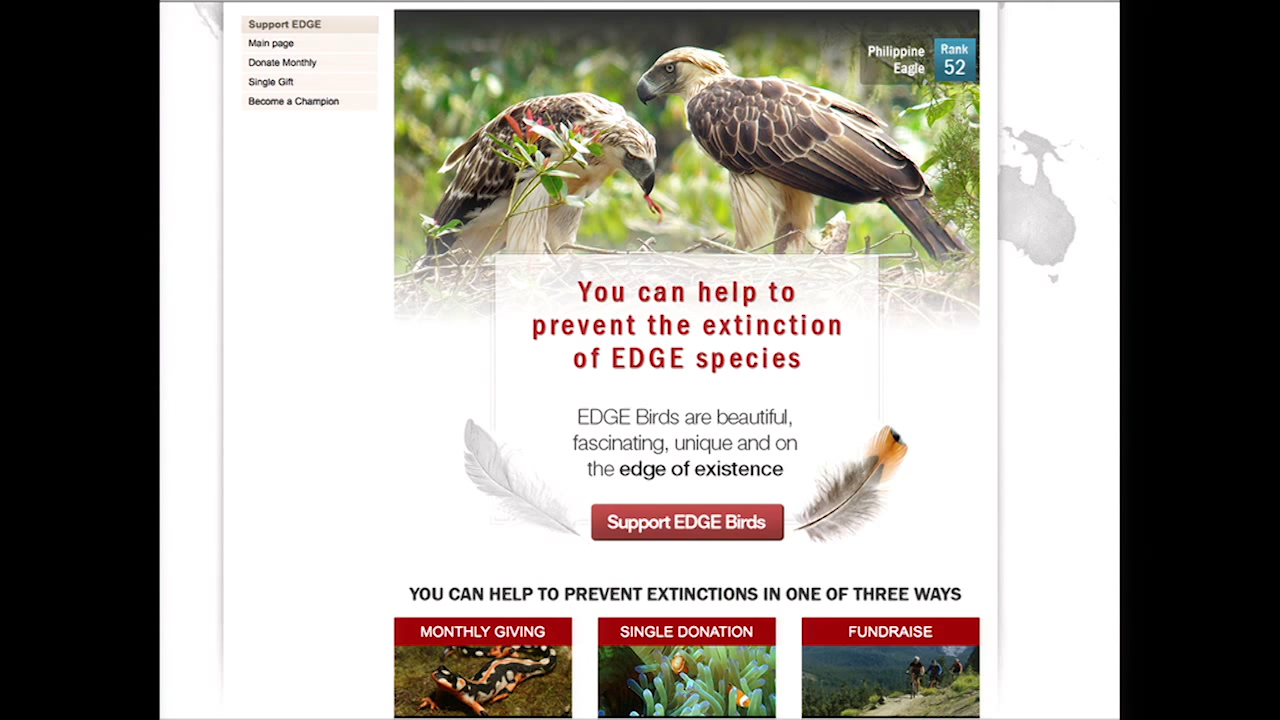 Support EDGE
Main page
Donate Monthly
Single Gift
Become a Champion
Philippine
Eagle
Rank
52
You can help to
prevent the extinction
of EDGE species
EDGE Birds are beautiful,
fascinating, unique and on
the edge of existence
Support EDGE Birds
YOU CAN HELP TO PREVENT EXTINCTIONS IN ONE OF THREE WAYS
MONTHLY GIVING
SINGLE DONATION
FUNDRAISE